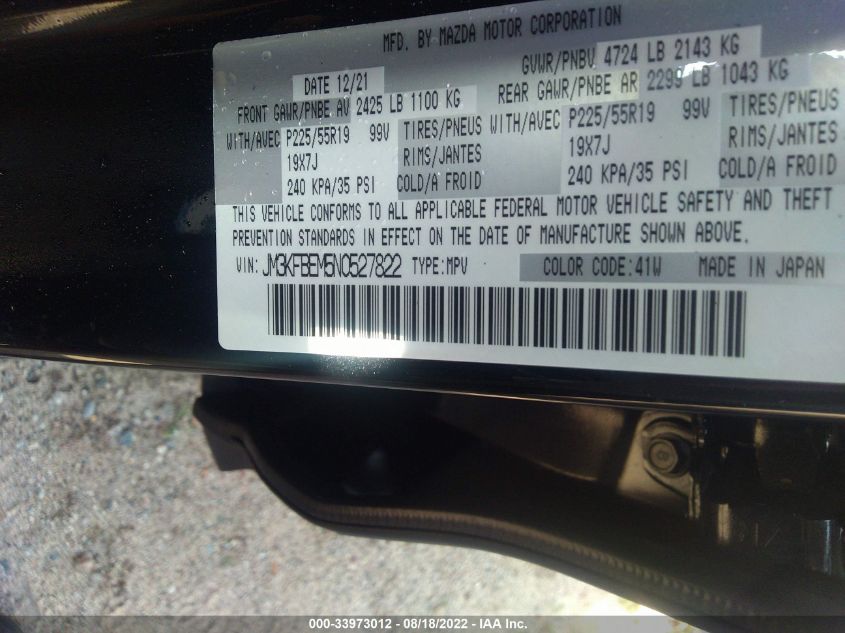 MFD. BY MAZDA MOTOR CORPORATION
DATE 12/21 GVWR/PNBV 4724 LB 2143 KG
FRONT GAWR/PNBE AV 2425 LB 1100 KG REAR GAWR/PNBE AR 2299 LB 1043 KG
WITH/AVEC P225/55R19 99V TIRES/PNEUS WITH/AVEC P225/55R19 99V TIRES/PNEUS
19X7J RIMS/JANTES 19X7J RIMS/JANTES
240 KPA/35 PSI COLD/A FROID 240 KPA/35 PSI COLD/A FROID
THIS VEHICLE CONFORMS TO ALL APPLICABLE FEDERAL MOTOR VEHICLE SAFETY AND THEFT
PREVENTION STANDARDS IN EFFECT ON THE DATE OF MANUFACTURE SHOWN ABOVE.
VIN: JM3KFBEM5N0527822 TYPE:MPV COLOR CODE:41W MADE IN JAPAN
000-33973012 - 08/18/2022 - IAA Inc.